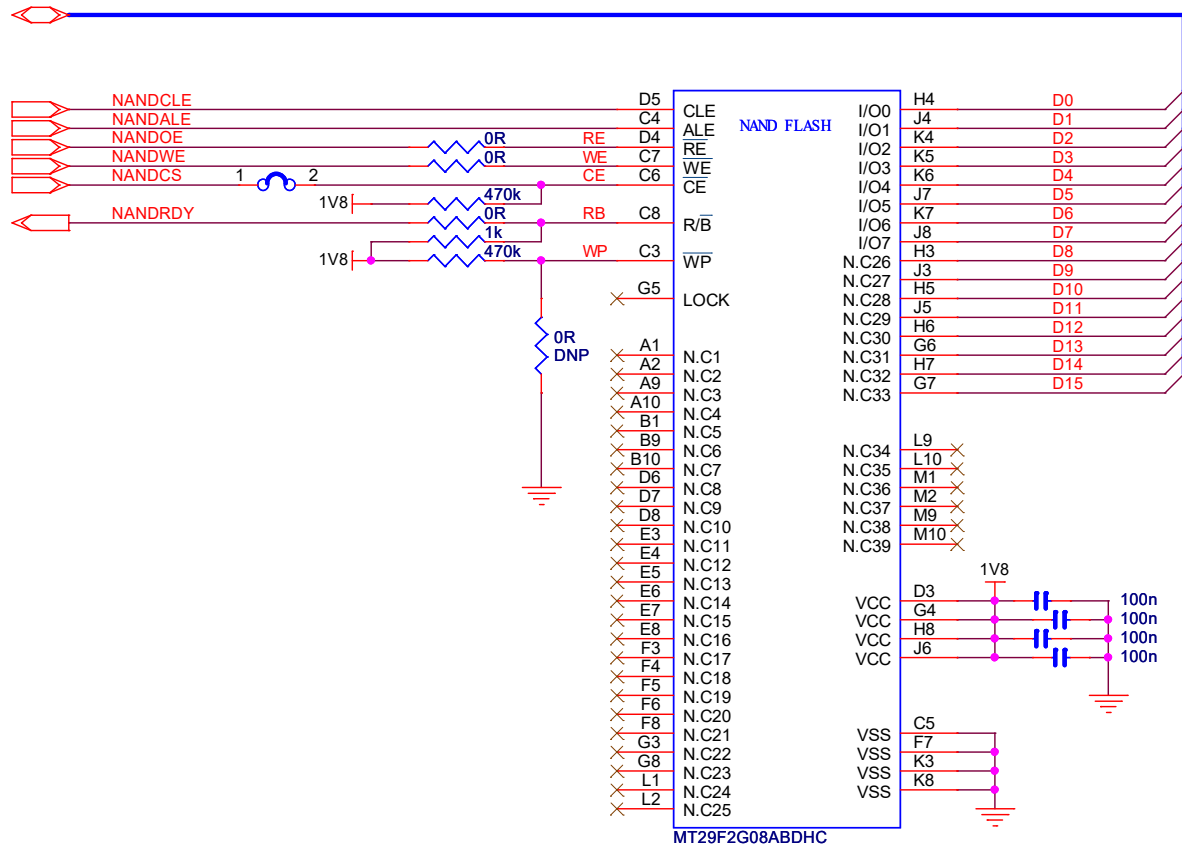 NANDCLE D5 CLE NAND FLASH I/O0 H4 D0
NANDALE C4 ALE I/O1 J4 D1
NANDOE 0R RE D4 RE I/O2 K4 D2
NANDWE 0R WE C7 WE I/O3 K5 D3
NANDCS 1 2 CE C6 CE I/O4 K6 D4
1V8 470k I/O5 J7 D5
NANDRDY 0R RB C8 R/B I/O6 K7 D6
1k I/O7 J8 D7
1V8 470k WP C3 WP N.C26 H3 D8
N.C27 J3 D9
G5 LOCK N.C28 H5 D10
N.C29 J5 D11
0R N.C30 H6 D12
DNP N.C31 G6 D13
A1 N.C1 N.C32 H7 D14
A2 N.C2 N.C33 G7 D15
A9 N.C3
A10 N.C4
B1 N.C5
B9 N.C6 N.C34 L9
B10 N.C7 N.C35 L10
D6 N.C8 N.C36 M1
D7 N.C9 N.C37 M2
D8 N.C10 N.C38 M9
E3 N.C11 N.C39 M10
E4 N.C12
E5 N.C13 1V8
E6 N.C14 VCC D3 100n
E7 N.C15 VCC G4 100n
E8 N.C16 VCC H8 100n
F3 N.C17 VCC J6 100n
F4 N.C18
F5 N.C19
F6 N.C20
F8 N.C21 VSS C5
G3 N.C22 VSS F7
G8 N.C23 VSS K3
L1 N.C24 VSS K8
L2 N.C25
MT29F2G08ABDHC